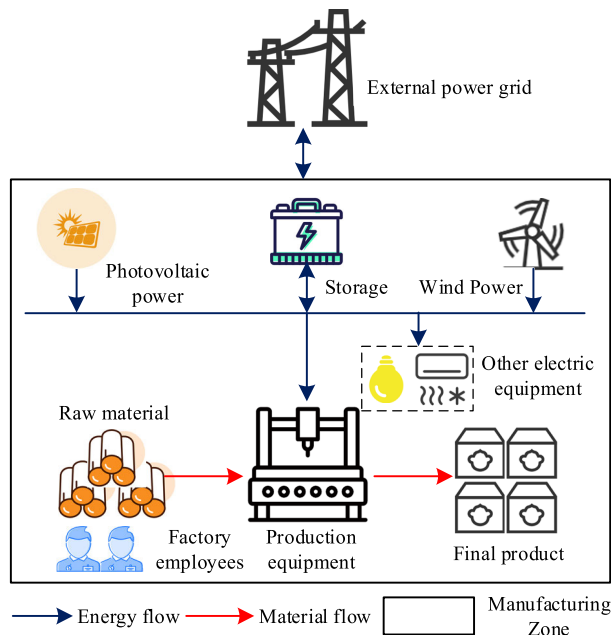 External power grid
Photovoltaic
power
Storage
Wind Power
Other electric
equipment
Raw material
Factory
employees
Production
equipment
Final product
Energy flow
Material flow
Manufacturing
Zone